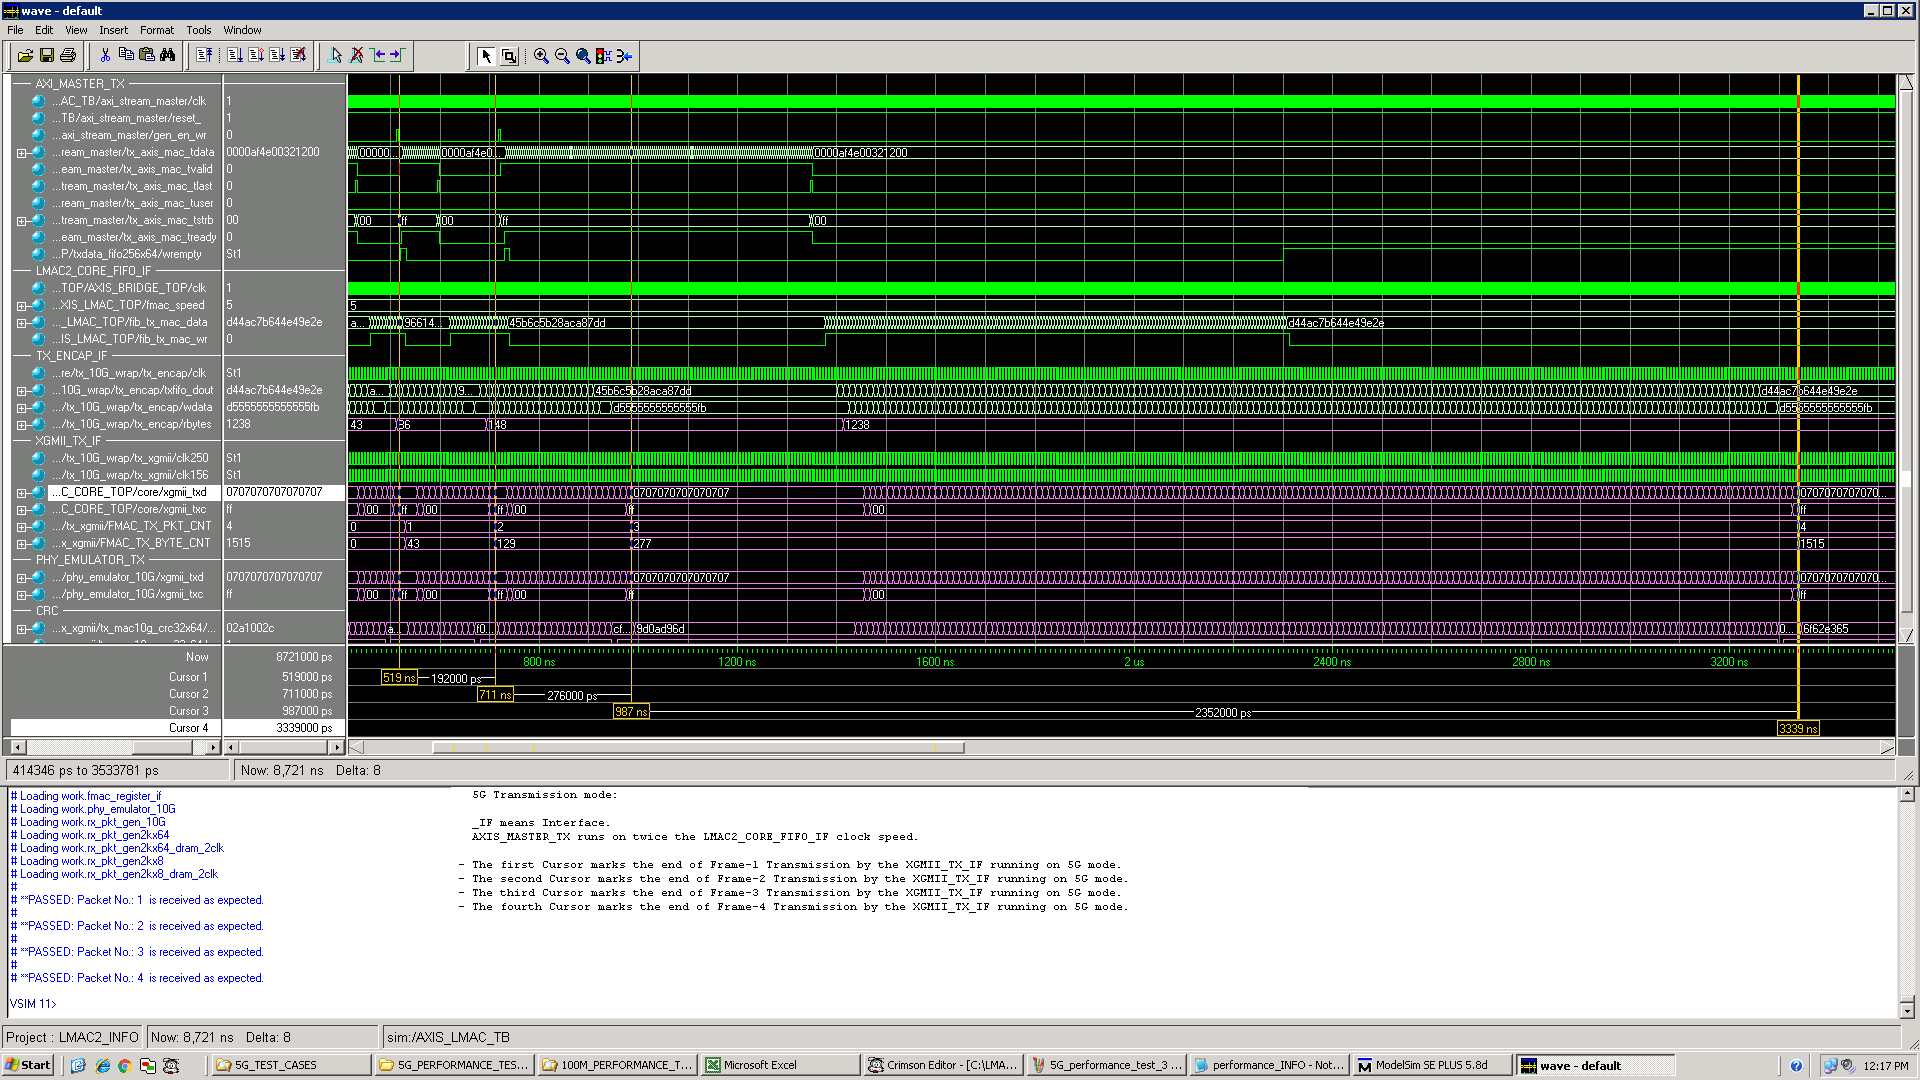 wave - default
File Edit View Insert Format Tools Window
AXI_MASTER_TX
...AC_TB/axi_stream_master/clk 1
...TB/axi_stream_master/reset_ 1
...axi_stream_master/gen_en_wr 0
...ream_master/tx_axis_mac_tdata 0000af4e00321200 00000... 0000af4e0... 0000af4e00321200
...eam_master/tx_axis_mac_tvalid 0
...tream_master/tx_axis_mac_tlast 0
...ream_master/tx_axis_mac_tuser 0
...tream_master/tx_axis_mac_tstrb 00 00 ff 00 ff 00
...eam_master/tx_axis_mac_tready 0
...P/txdata_fifo256x64/wrempty St1
LMAC2_CORE_FIFO_IF
...TOP/AXIS_BRIDGE_TOP/clk 1
...XIS_LMAC_TOP/fmac_speed 5 5
..._LMAC_TOP/fib_tx_mac_data d44ac7b644e49e2e a... 96614... 45b6c5b28aca87dd d44ac7b644e49e2e
...IS_LMAC_TOP/fib_tx_mac_wr 0
TX_ENCAP_IF
...re/tx_10G_wrap/tx_encap/clk St1
...10G_wrap/tx_encap/txfifo_dout d44ac7b644e49e2e a... 9... 45b6c5b28aca87dd d44ac7b644e49e2e
.../tx_10G_wrap/tx_encap/wdata d5555555555555fb d5555555555555fb d5555555555555fb
.../tx_10G_wrap/tx_encap/rbytes 1238 43 86 148 1238
XGMII_TX_IF
.../tx_10G_wrap/tx_xgmii/clk250 St1
.../tx_10G_wrap/tx_xgmii/clk156 St1
...C_CORE_TOP/core/xgmii_txd 0707070707070707 0707070707070707 0707070707070...
...C_CORE_TOP/core/xgmii_txc ff 00 ff 00 ff 00 ff 00 ff
.../tx_xgmii/FMAC_TX_PKT_CNT 4 0 1 2 3 4
...x_xgmii/FMAC_TX_BYTE_CNT 1515 0 43 129 277 1515
PHY_EMULATOR_TX
.../phy_emulator_10G/xgmii_txd 0707070707070707 0707070707070707 0707070707070...
.../phy_emulator_10G/xgmii_txc ff 00 ff 00 ff 00 ff 00 ff
CRC
...x_xgmii/tx_mac10g_crc32x64/... 02a1002c a... f0... cf... 9d0ad96d 0... 6f62e365
Now 8721000 ps 800 ns 1200 ns 1600 ns 2 us 2400 ns 2800 ns 3200 ns
Cursor 1 519000 ps 519 ns 192000 ps
Cursor 2 711000 ps 711 ns 276000 ps
Cursor 3 987000 ps 987 ns 2352000 ps
Cursor 4 3339000 ps 3339 ns
414346 ps to 3533781 ps Now: 8,721 ns Delta: 8
# Loading work.fmac_register_if
# Loading work.phy_emulator_10G
# Loading work.rx_pkt_gen_10G
# Loading work.rx_pkt_gen2kx64
# Loading work.rx_pkt_gen2kx64_dram_2clk
# Loading work.rx_pkt_gen2kx8
# Loading work.rx_pkt_gen2kx8_dram_2clk
#
# **PASSED: Packet No.: 1 is received as expected.
#
# **PASSED: Packet No.: 2 is received as expected.
#
# **PASSED: Packet No.: 3 is received as expected.
#
# **PASSED: Packet No.: 4 is received as expected.
VSIM 11>
5G Transmission mode:
_IF means Interface.
AXIS_MASTER_TX runs on twice the LMAC2_CORE_FIFO_IF clock speed.
- The first Cursor marks the end of Frame-1 Transmission by the XGMII_TX_IF running on 5G mode.
- The second Cursor marks the end of Frame-2 Transmission by the XGMII_TX_IF running on 5G mode.
- The third Cursor marks the end of Frame-3 Transmission by the XGMII_TX_IF running on 5G mode.
- The fourth Cursor marks the end of Frame-4 Transmission by the XGMII_TX_IF running on 5G mode.
Project : LMAC2_INFO Now: 8,721 ns Delta: 8 sim:/AXIS_LMAC_TB
Start 5G_TEST_CASES 5G_PERFORMANCE_TES... 100M_PERFORMANCE_T... Microsoft Excel Crimson Editor - [C:\LMA... 5G_performance_test_3 ... performance_INFO - Not... ModelSim SE PLUS 5.8d wave - default 12:17 PM